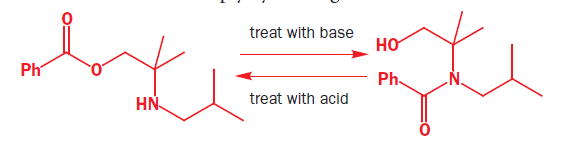 O
treat with base
HO
Ph
O
Ph
N
HN
treat with acid
O